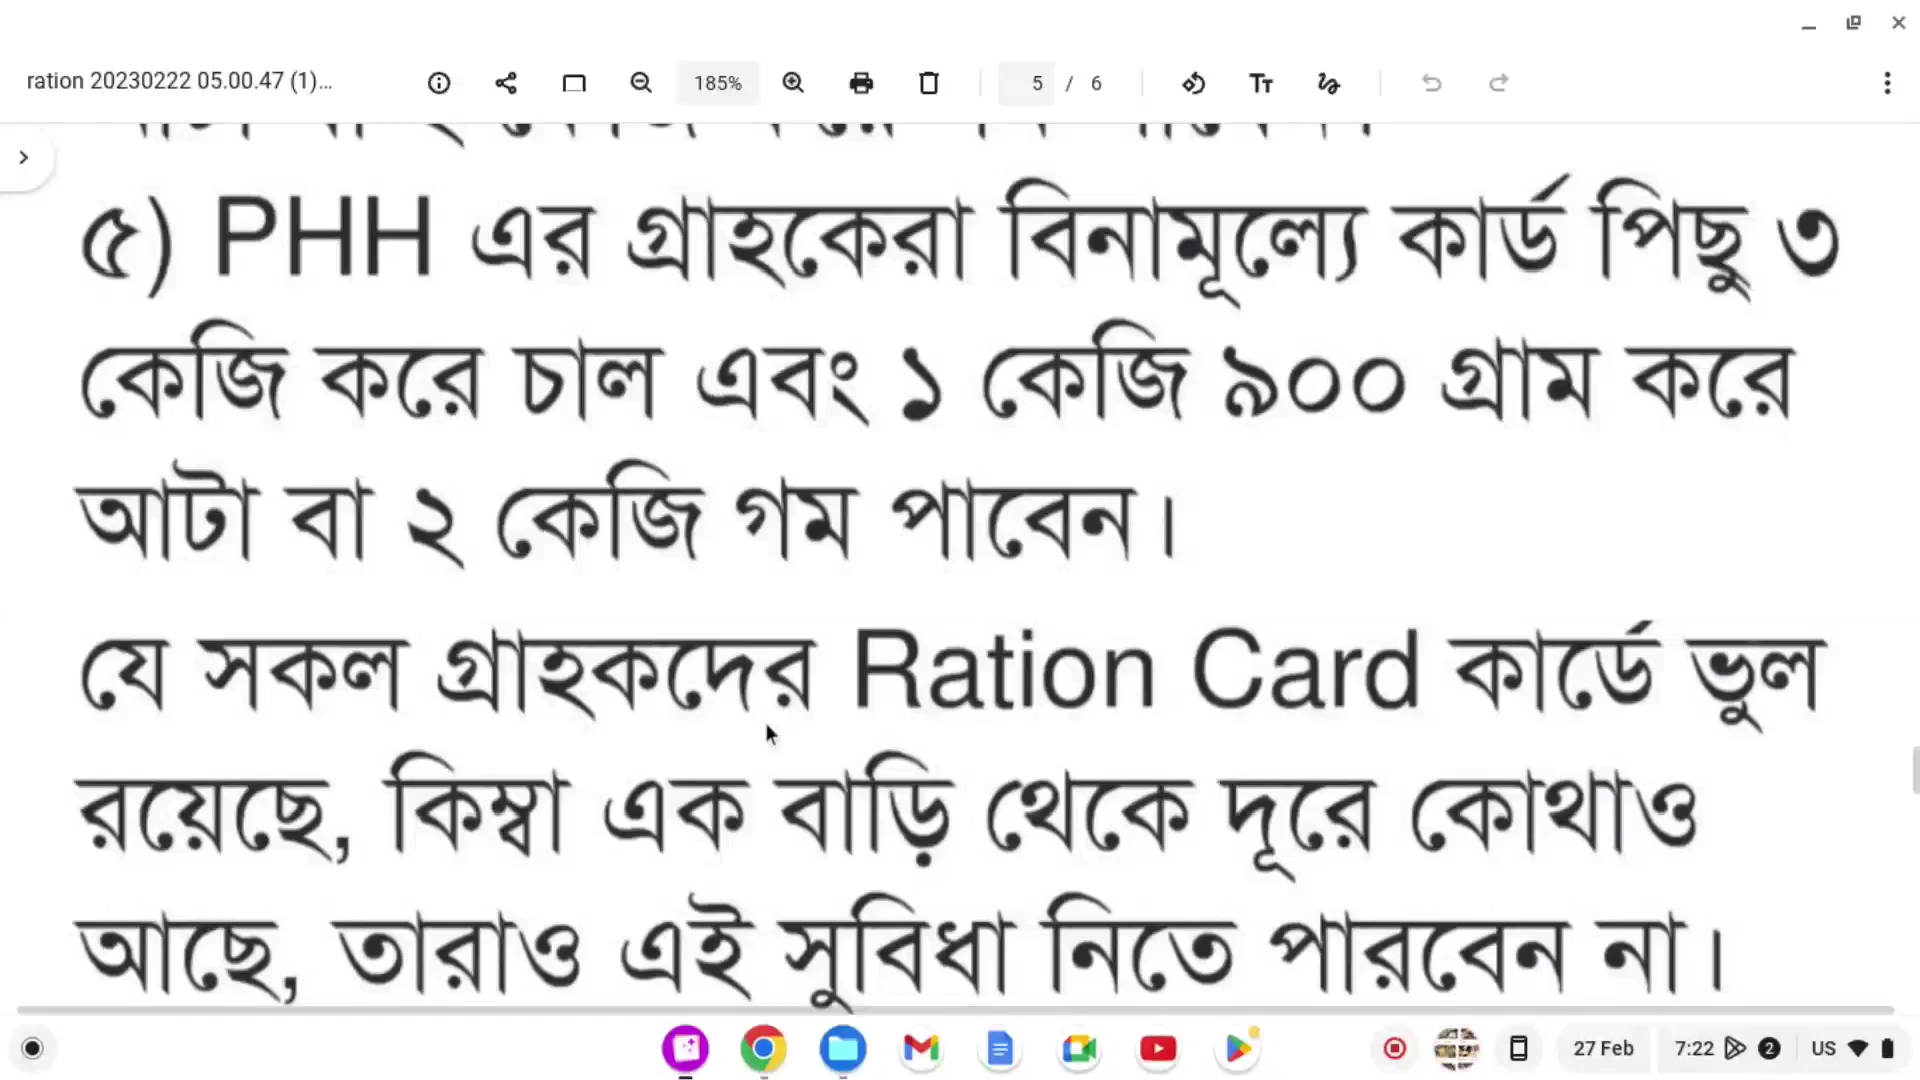 ration 20230222 05.00.47 (1)...
185%
5 / 6
৫) PHH এর গ্রাহকেরা বিনামূল্যে কার্ড পিছু ৩
কেজি করে চাল এবং ১ কেজি ৯০০ গ্রাম করে
আটা বা ২ কেজি গম পাবেন।
যে সকল গ্রাহকদের Ration Card কার্ডে ভুল
রয়েছে, কিম্বা এক বাড়ি থেকে দূরে কোথাও
আছে, তারাও এই সুবিধা নিতে পারবেন না।
27 Feb 7:22 2 US